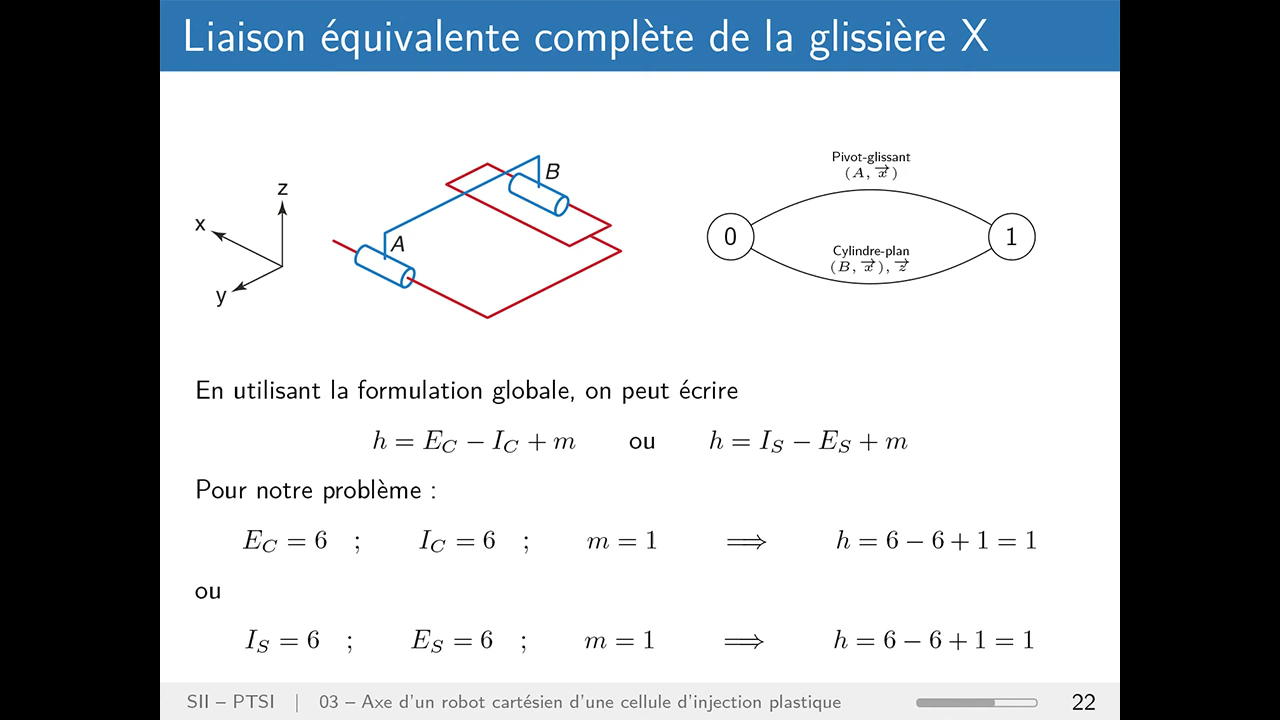 Liaison équivalente complète de la glissière X
z
x
y
A
B
Pivot-glissant
(A, x⃗)
0
1
Cylindre-plan
(B, x⃗), z⃗
En utilisant la formulation globale, on peut écrire
h = E_C − I_C + m ou h = I_S − E_S + m
Pour notre problème :
E_C = 6 ; I_C = 6 ; m = 1 ⟹ h = 6 − 6 + 1 = 1
ou
I_S = 6 ; E_S = 6 ; m = 1 ⟹ h = 6 − 6 + 1 = 1
SII – PTSI | 03 – Axe d'un robot cartésien d'une cellule d'injection plastique 22